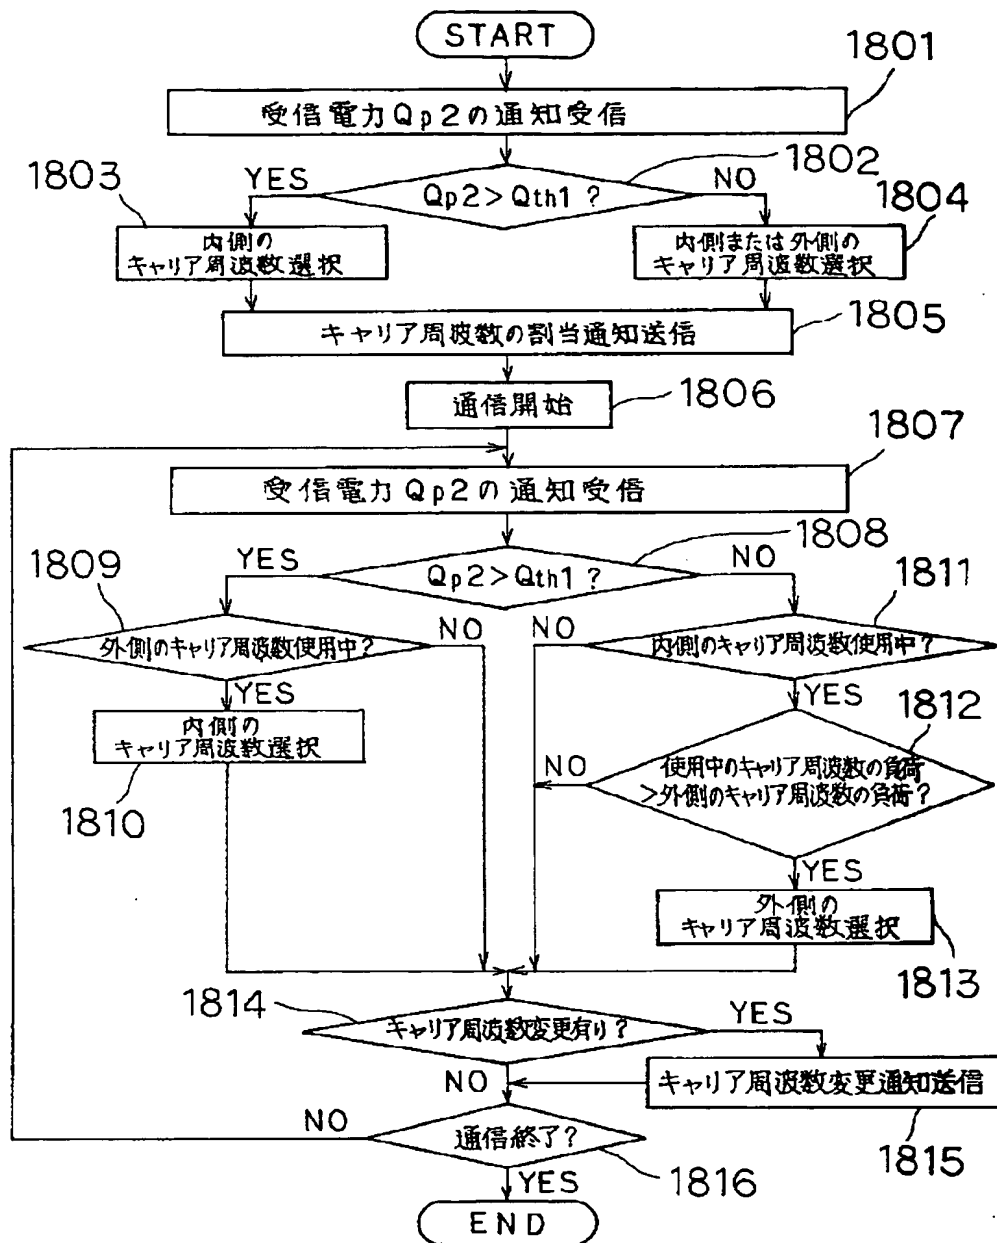 START
1801
受信電力Qp2の通知受信
1802
Qp2>Qth1?
YES
NO
1803
1804
内側の
キャリア周波数選択
内側または外側の
キャリア周波数選択
キャリア周波数の割当通知送信
1805
通信開始
1806
1807
受信電力Qp2の通知受信
1808
Qp2>Qth1?
YES
NO
1809
1811
外側のキャリア周波数使用中?
NO
NO
内側のキャリア周波数使用中?
YES
YES
内側の
キャリア周波数選択
1810
1812
使用中のキャリア周波数の負荷
>外側のキャリア周波数の負荷?
NO
YES
外側の
キャリア周波数選択
1813
1814
キャリア周波数変更有り?
YES
NO
キャリア周波数変更通知送信
1815
通信終了?
NO
1816
YES
END